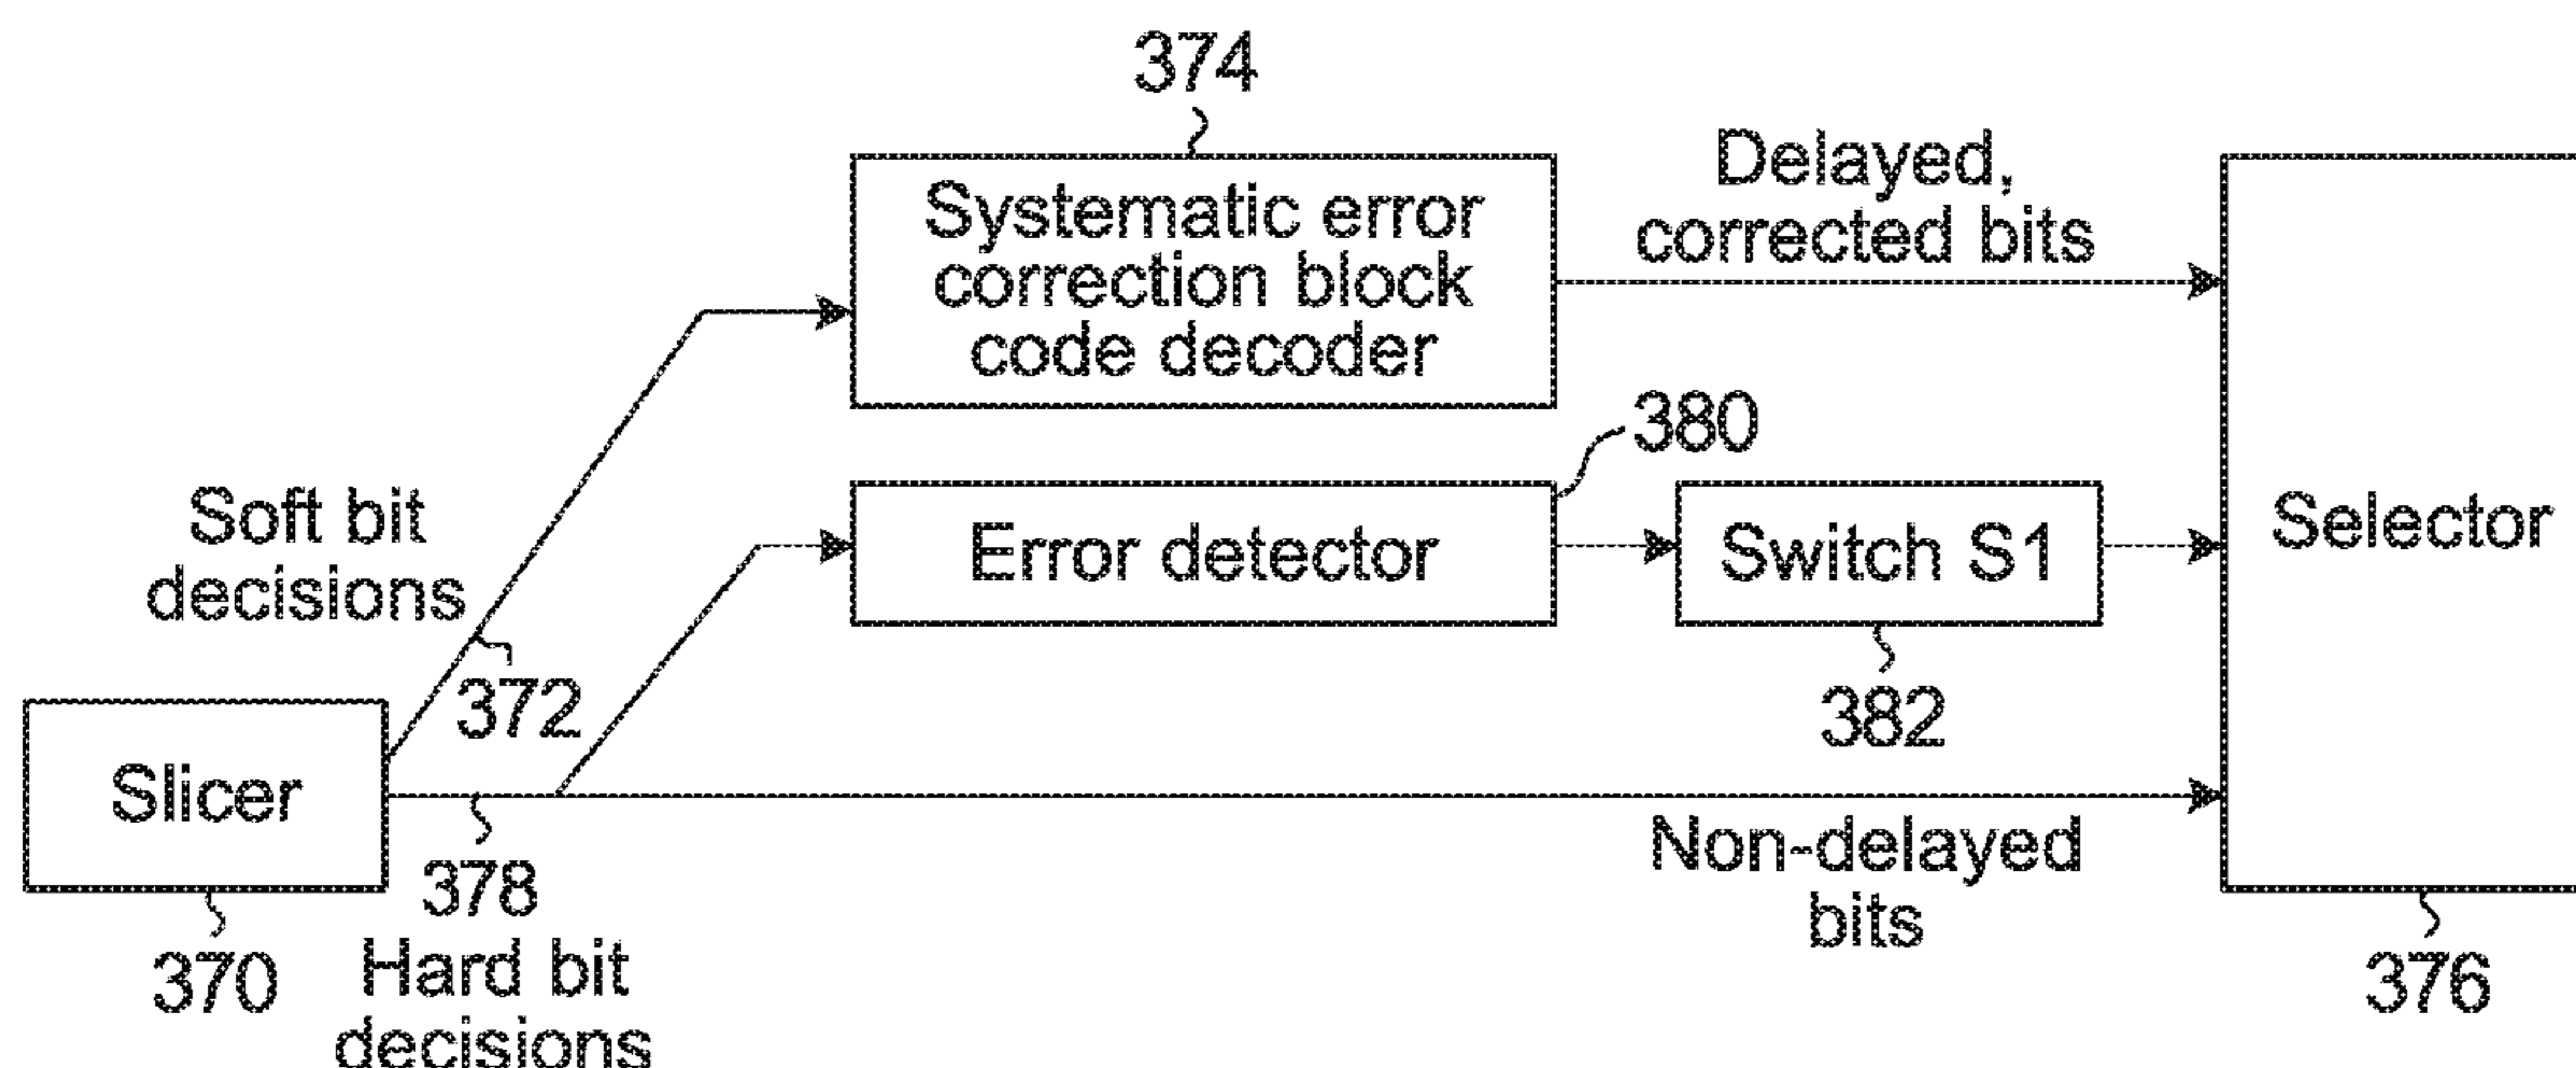 374
Systematic error
correction block
code decoder
Delayed,
corrected bits
380
Error detector
Switch S1
382
Selector
376
Soft bit
decisions
372
Slicer
370
378
Hard bit
decisions
Non-delayed
bits